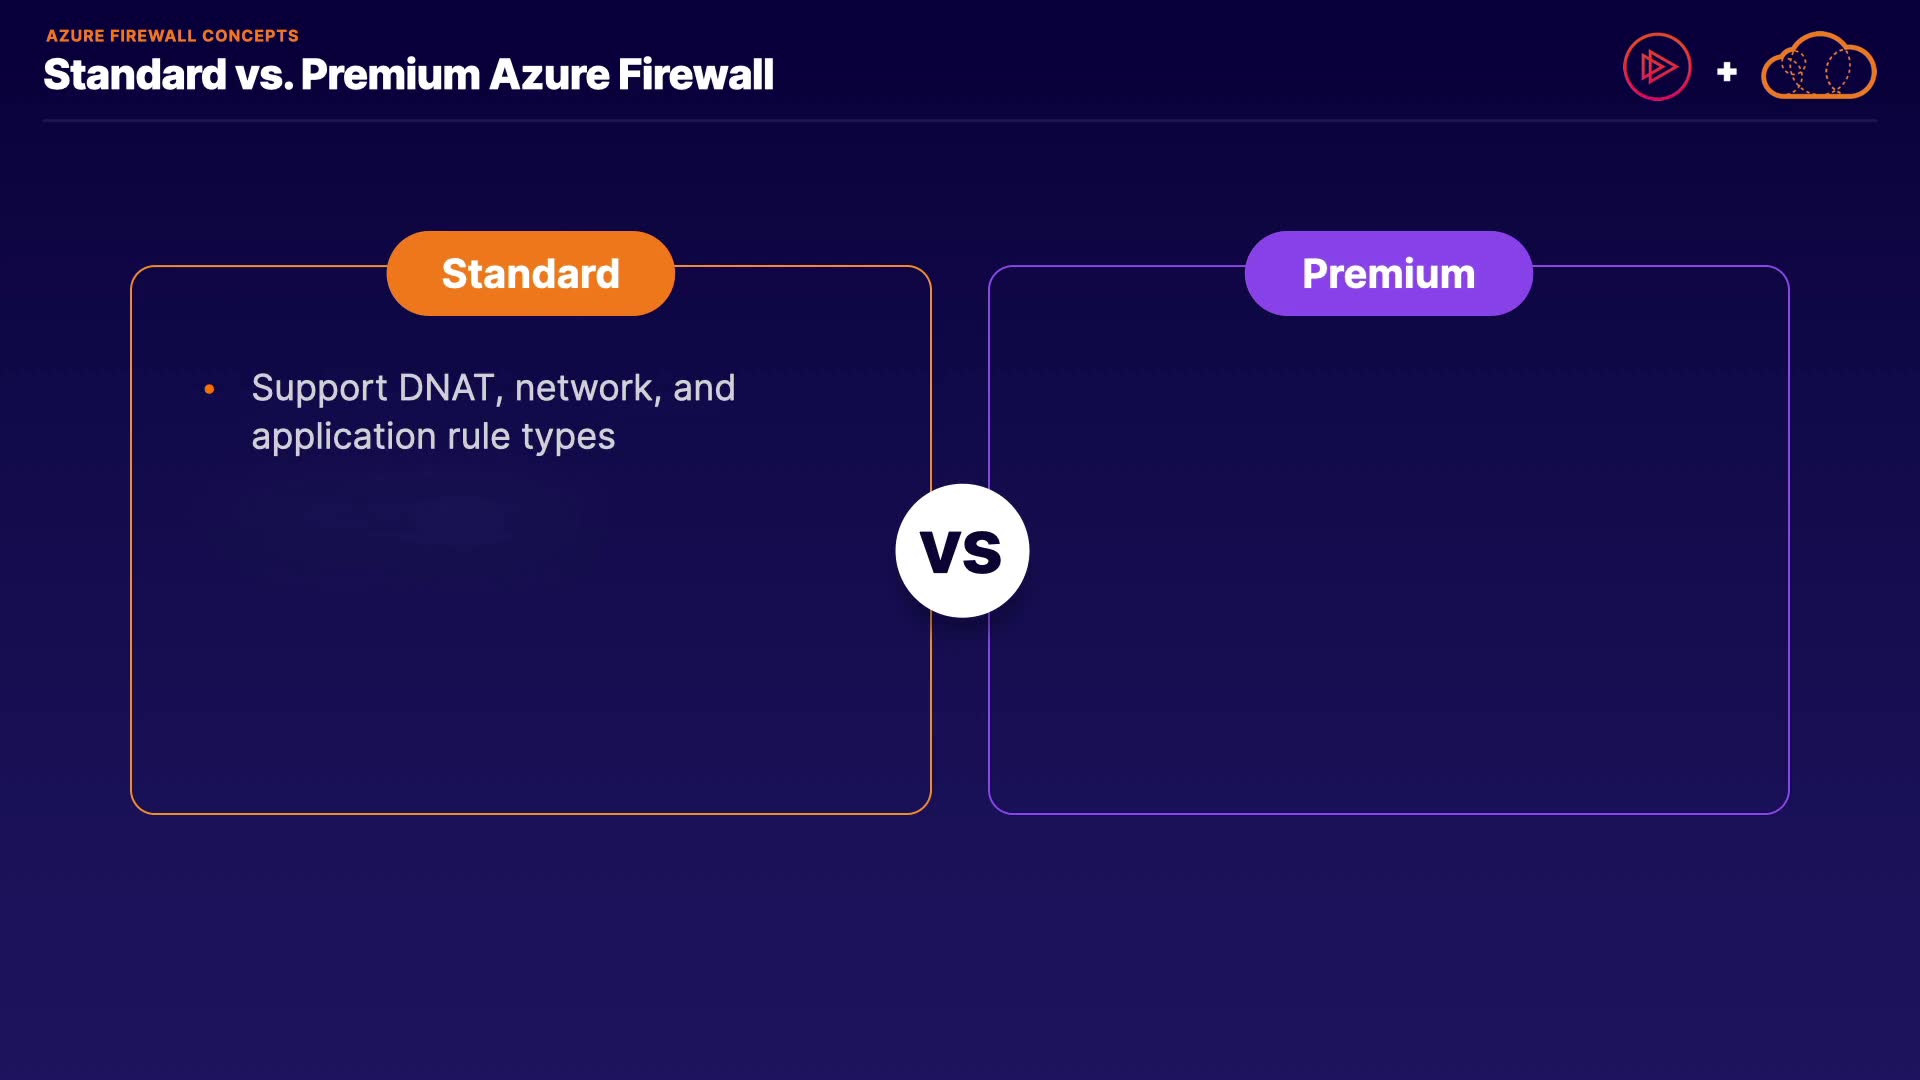 AZURE FIREWALL CONCEPTS
Standard vs. Premium Azure Firewall
+
Standard
Premium
• Support DNAT, network, and
application rule types
VS